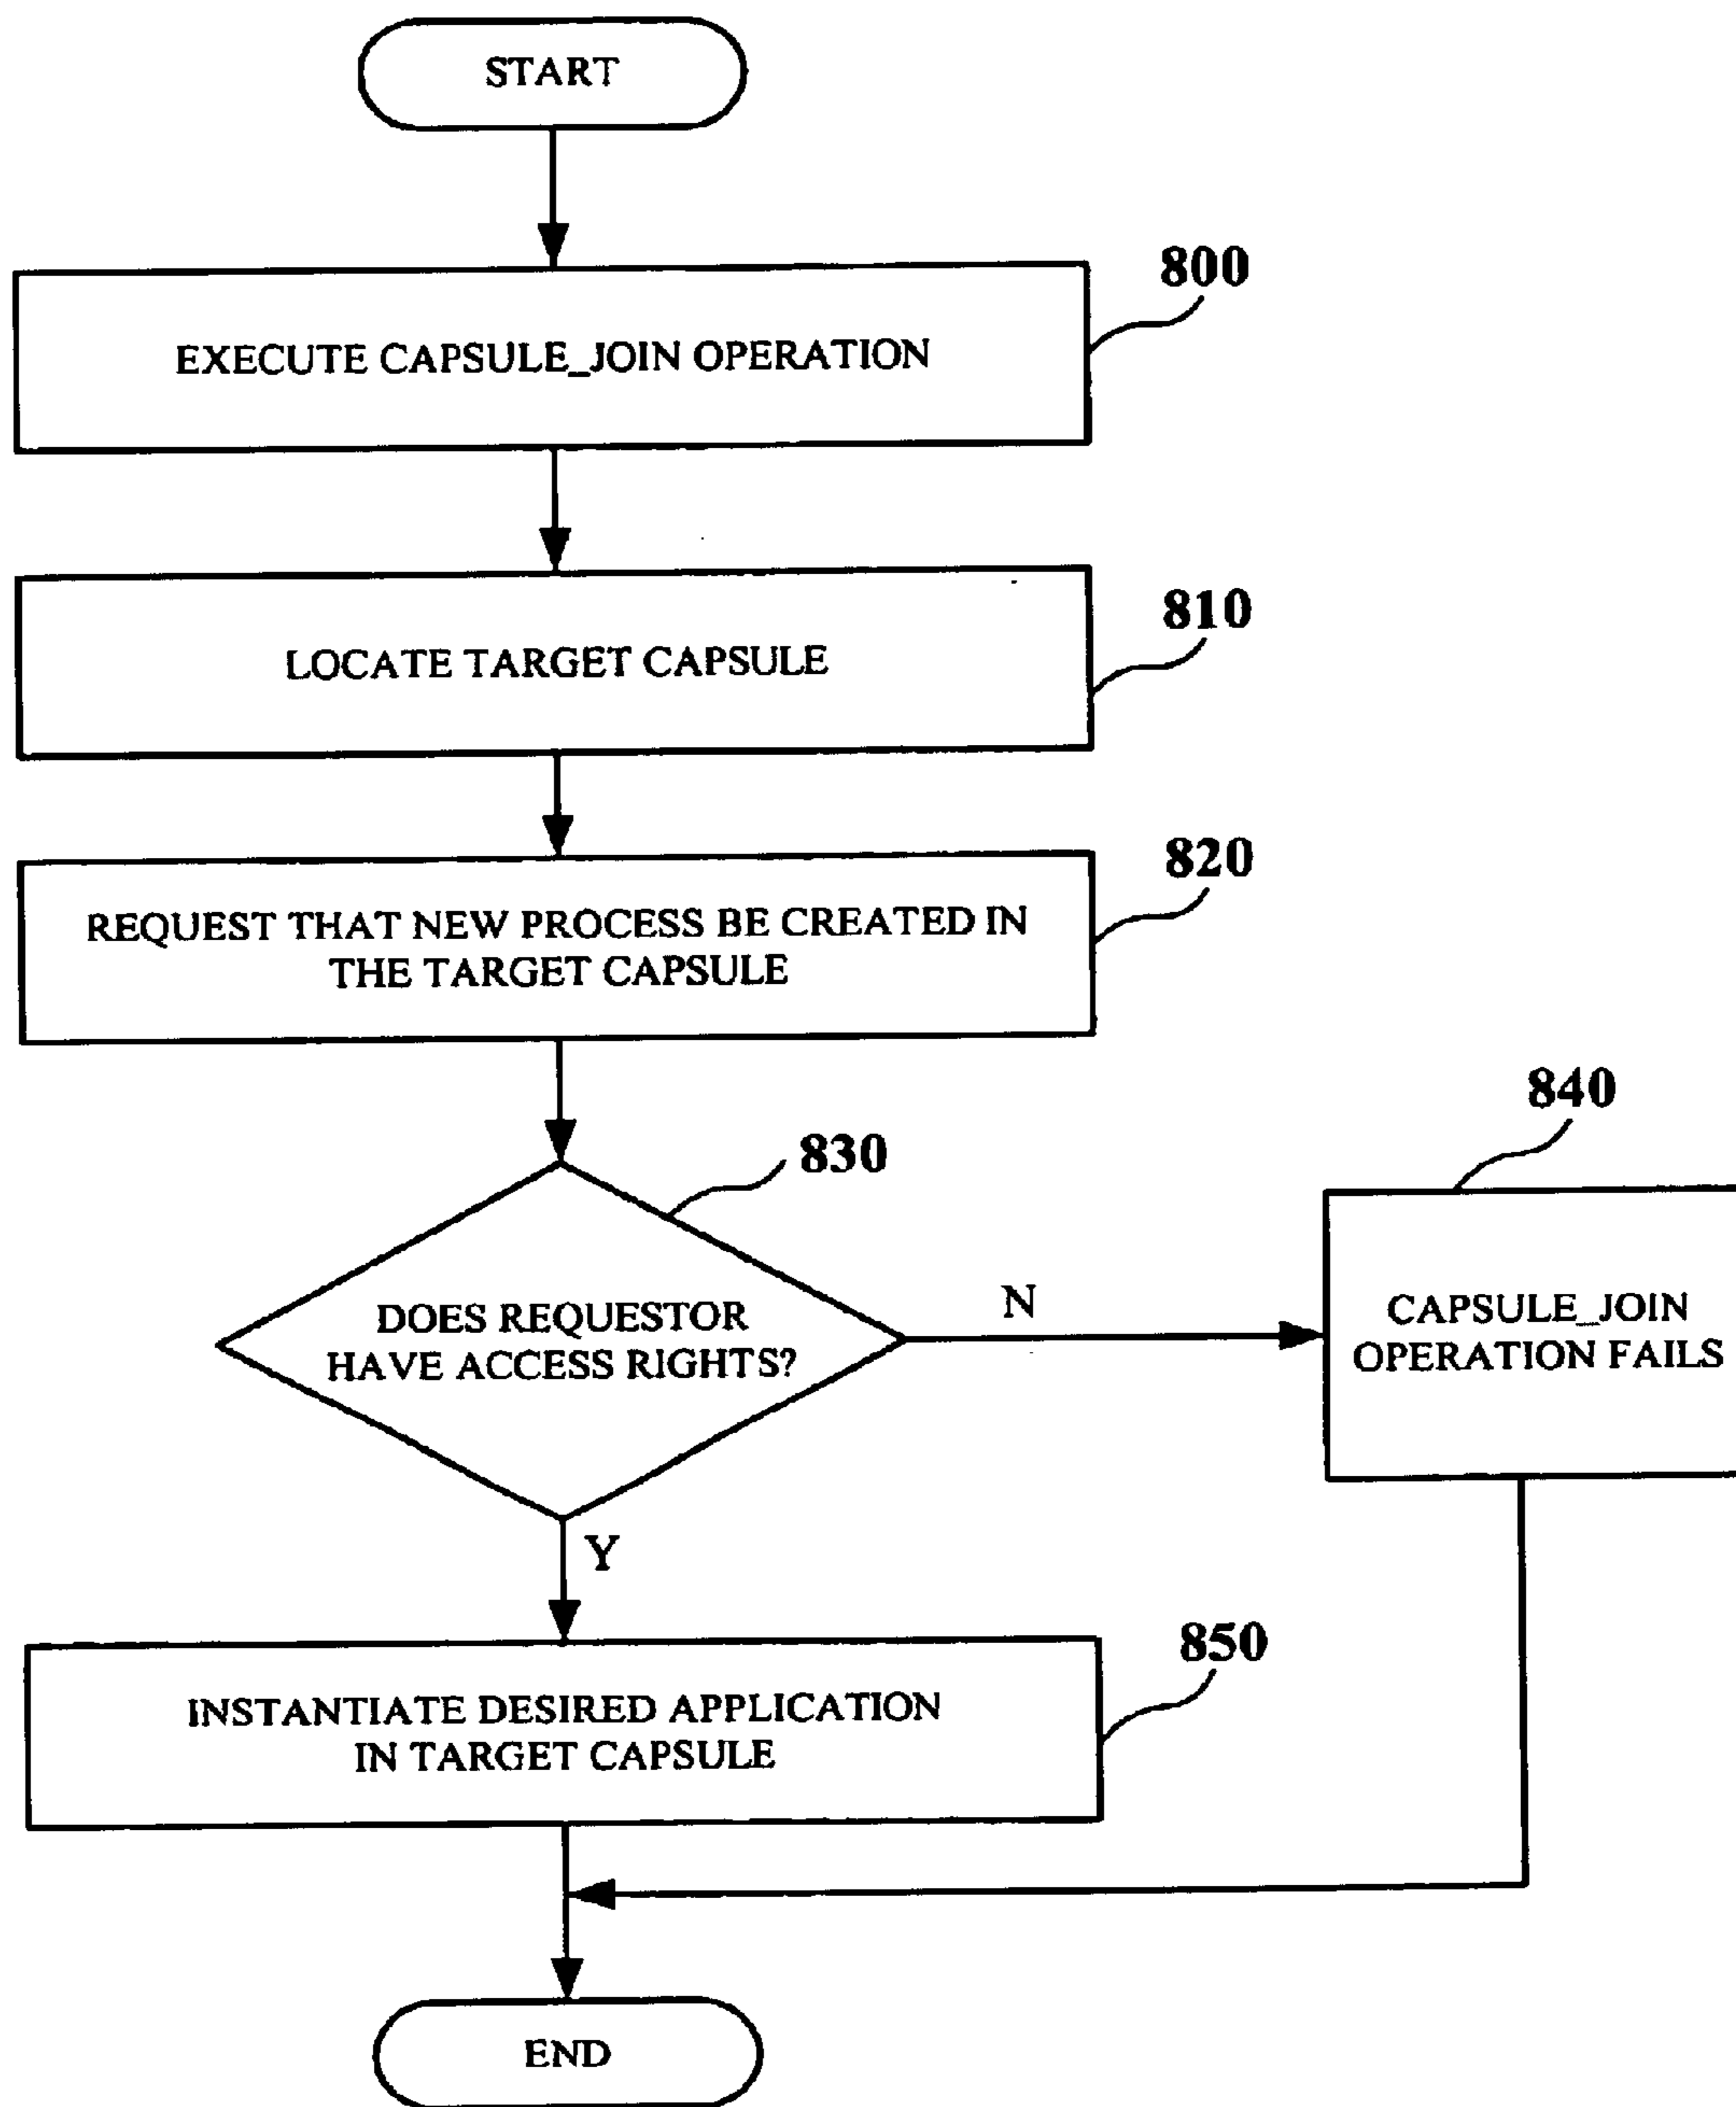 START
800
EXECUTE CAPSULE_JOIN OPERATION
810
LOCATE TARGET CAPSULE
820
REQUEST THAT NEW PROCESS BE CREATED IN
THE TARGET CAPSULE
830
840
DOES REQUESTOR
HAVE ACCESS RIGHTS?
N
CAPSULE_JOIN
OPERATION FAILS
Y
850
INSTANTIATE DESIRED APPLICATION
IN TARGET CAPSULE
END